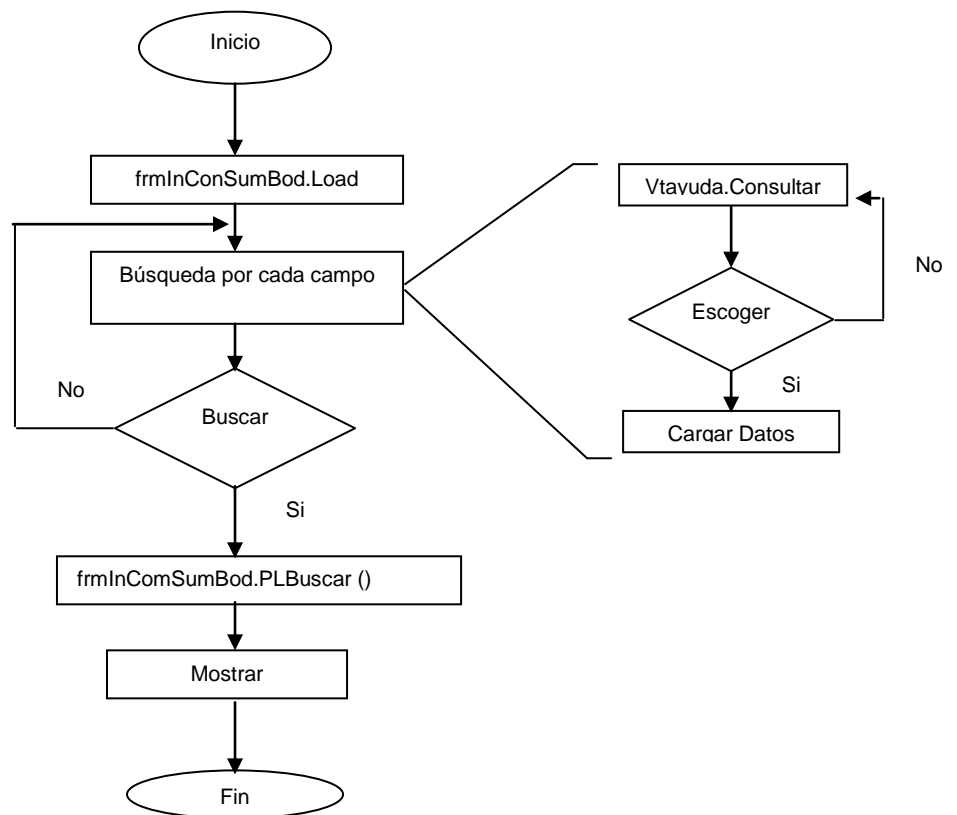 Inicio
frmInConSumBod.Load
Búsqueda por cada campo
No
Buscar
Si
frmInComSumBod.PLBuscar ()
Mostrar
Fin
Vtayuda.Consultar
No
Escoger
Si
Cargar Datos